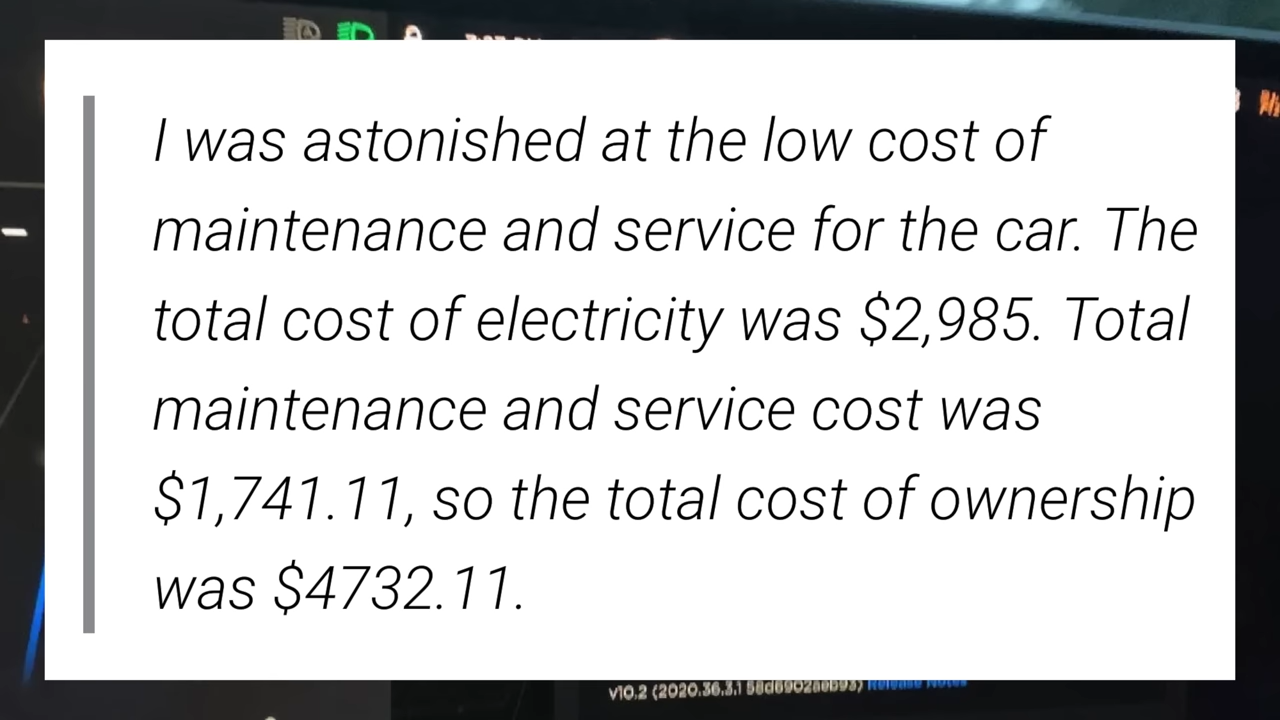 I was astonished at the low cost of
maintenance and service for the car. The
total cost of electricity was $2,985. Total
maintenance and service cost was
$1,741.11, so the total cost of ownership
was $4732.11.
v10.2 (2020.36.3.1
Release Notes